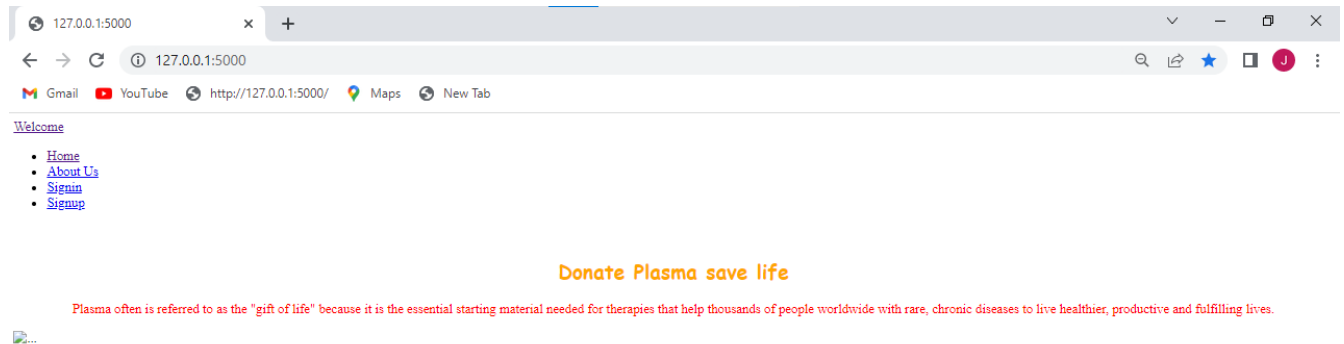 127.0.0.1:5000
127.0.0.1:5000
J
Gmail YouTube http://127.0.0.1:5000/ Maps New Tab
Welcome
Home
About Us
Signin
Signup
Donate Plasma save life
Plasma often is referred to as the "gift of life" because it is the essential starting material needed for therapies that help thousands of people worldwide with rare, chronic diseases to live healthier, productive and fulfilling lives.
...